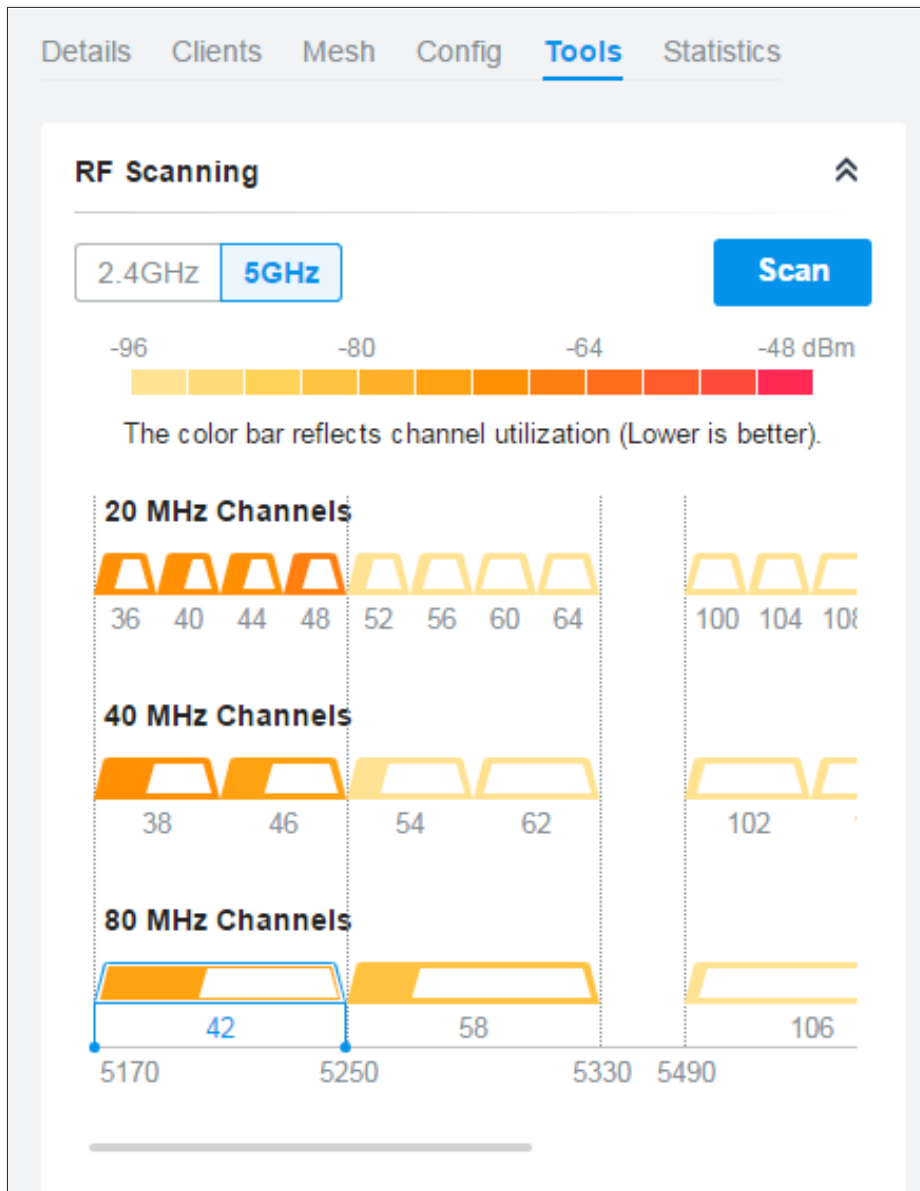 Details Clients Mesh Config Tools Statistics
RF Scanning
2.4GHz 5GHz Scan
-96 -80 -64 -48 dBm
The color bar reflects channel utilization (Lower is better).
20 MHz Channels
36 40 44 48 52 56 60 64 100 104 108
40 MHz Channels
38 46 54 62 102
80 MHz Channels
42 58 106
5170 5250 5330 5490